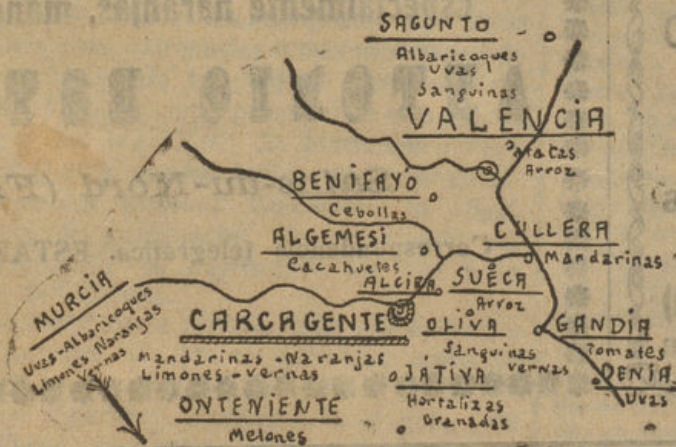 SAGUNTO
Albaricoques
Uvas
Sanguinas
VALENCIA
Patatas
Arroz
BENIFAYO
Cebollas
ALGEMESI
Cacahuetes
CULLERA
Mandarinas
ALCIRA
SUECA
Arroz
MURCIA
Uvas-Albaricoques
Limones Naranjas
Vernas
CARCAGENTE
Mandarinas - Naranjas
Limones - Vernas
OLIVA
Sanguinas
Vernas
GANDIA
Tomates
JATIVA
Hortalizas
Granadas
DENIA
Uvas
ONTENIENTE
Melones